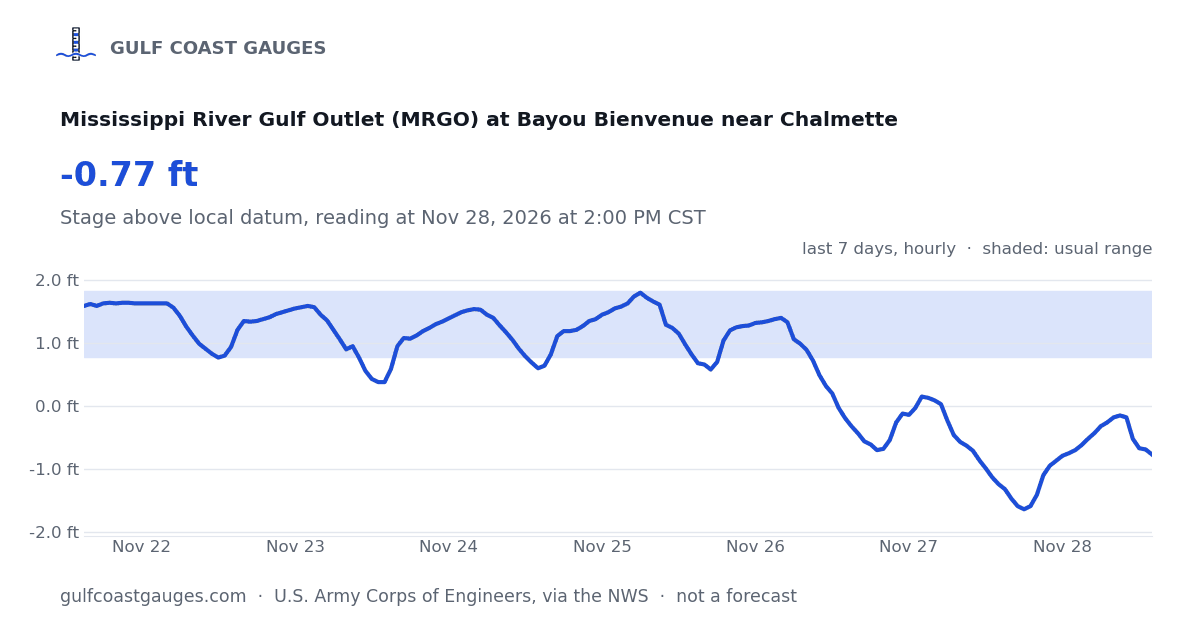 GULF COAST GAUGES
Mississippi River Gulf Outlet (MRGO) at Bayou Bienvenue near Chalmette
-0.77 ft
Stage above local datum, reading at Nov 28, 2026 at 2:00 PM CST
last 7 days, hourly · shaded: usual range
2.0 ft
1.0 ft
0.0 ft
-1.0 ft
-2.0 ft
Nov 22 Nov 23 Nov 24 Nov 25 Nov 26 Nov 27 Nov 28
gulfcoastgauges.com · U.S. Army Corps of Engineers, via the NWS · not a forecast